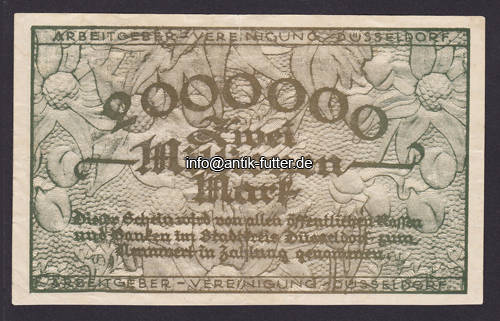 ARBEITGEBER-VEREINIGUNG-DÜSSELDORF
2000000
Zwei
Millionen
info@antik-futter.de
Mark
Dieser Schein wird von allen öffentlichen Kassen
und Banken im Stadtkreis Düsseldorf zum
Nennwert in Zahlung genommen.
ARBEITGEBER-VEREINIGUNG-DÜSSELDORF